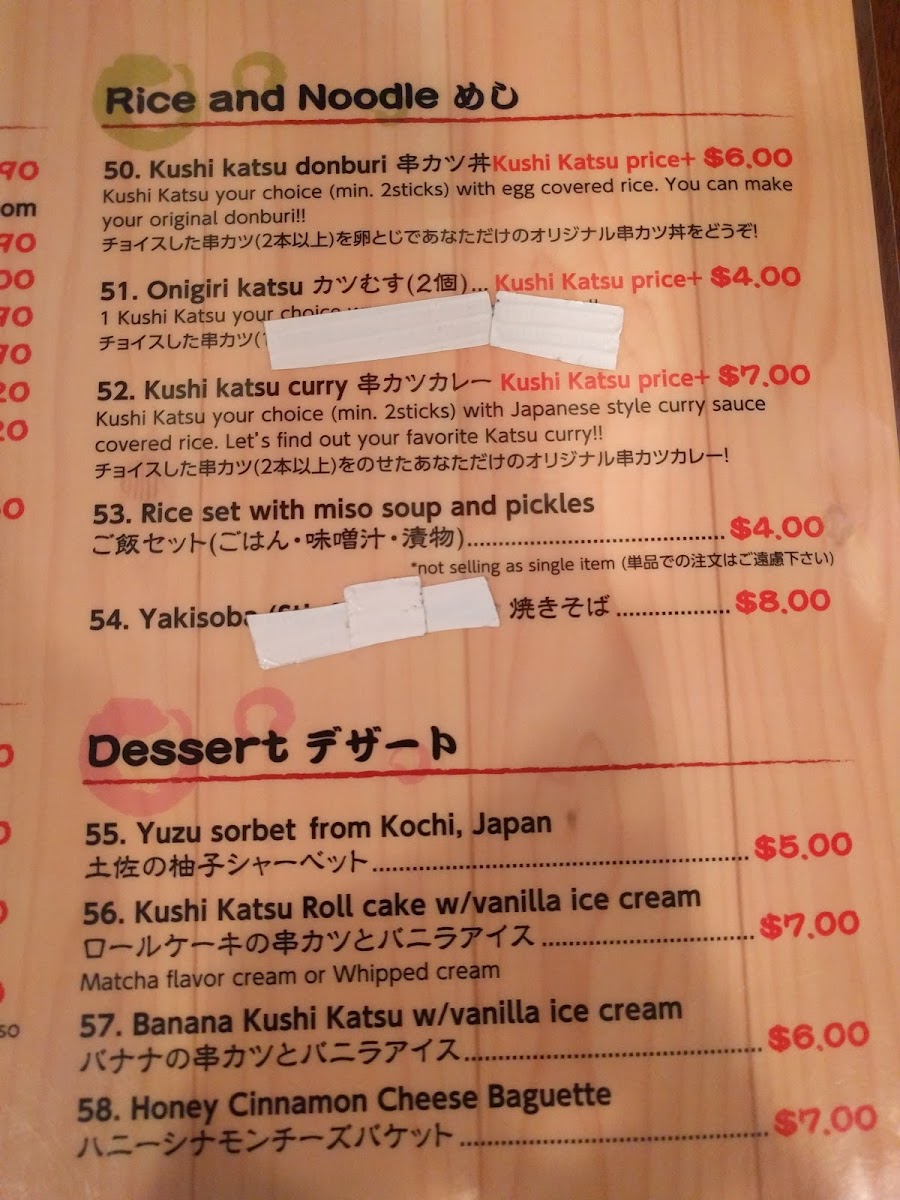 Rice and Noodle めし
50. Kushi katsu donburi 串カツ丼Kushi Katsu price+ $6.00
Kushi Katsu your choice (min. 2sticks) with egg covered rice. You can make
your original donburi!!
チョイスした串カツ(2本以上)を卵とじであなただけのオリジナル串カツ丼をどうぞ!
51. Onigiri katsu カツむす(2個)... Kushi Katsu price+ $4.00
1 Kushi Katsu your choice
チョイスした串カツ(
52. Kushi katsu curry 串カツカレー Kushi Katsu price+ $7.00
Kushi Katsu your choice (min. 2sticks) with Japanese style curry sauce
covered rice. Let's find out your favorite Katsu curry!!
チョイスした串カツ(2本以上)をのせたあなただけのオリジナル串カツカレー!
53. Rice set with miso soup and pickles
ご飯セット(ごはん・味噌汁・漬物)........................................ $4.00
*not selling as single item (単品での注文はご遠慮下さい)
54. Yakisoba 焼きそば................ $8.00
Dessert デザート
55. Yuzu sorbet from Kochi, Japan
土佐の柚子シャーベット........................................................ $5.00
56. Kushi Katsu Roll cake w/vanilla ice cream
ロールケーキの串カツとバニラアイス................................ $7.00
Matcha flavor cream or Whipped cream
57. Banana Kushi Katsu w/vanilla ice cream
バナナの串カツとバニラアイス............................................ $6.00
58. Honey Cinnamon Cheese Baguette
ハニーシナモンチーズバケット............................................ $7.00